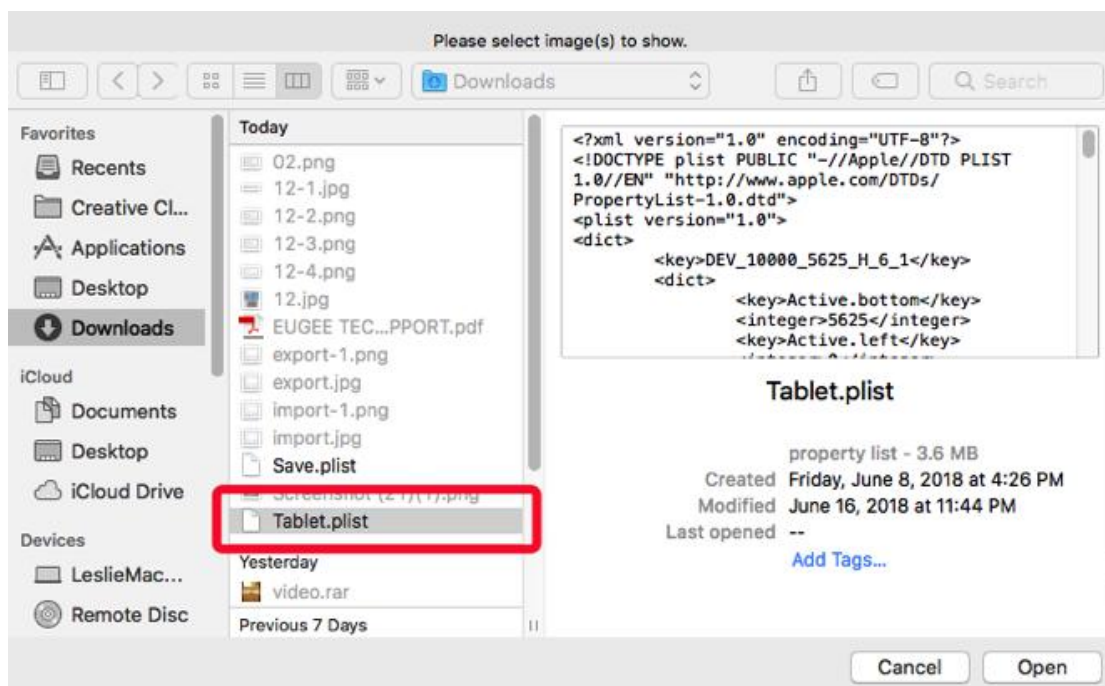 Please select image(s) to show.
Downloads
Search
Favorites
Recents
Creative Cl...
Applications
Desktop
Downloads
iCloud
Documents
Desktop
iCloud Drive
Devices
LeslieMac...
Remote Disc
Today
02.png
12-1.jpg
12-2.png
12-3.png
12-4.png
12.jpg
EUGEE TEC...PPORT.pdf
export-1.png
export.jpg
import-1.png
import.jpg
Save.plist
Screenshot (21)(1).png
Tablet.plist
Yesterday
video.rar
Previous 7 Days
<?xml version="1.0" encoding="UTF-8"?>
<!DOCTYPE plist PUBLIC "-//Apple//DTD PLIST
1.0//EN" "http://www.apple.com/DTDs/
PropertyList-1.0.dtd">
<plist version="1.0">
<dict>
<key>DEV_10000_5625_H_6_1</key>
<dict>
<key>Active.bottom</key>
<integer>5625</integer>
<key>Active.left</key>
Tablet.plist
property list - 3.6 MB
Created Friday, June 8, 2018 at 4:26 PM
Modified June 16, 2018 at 11:44 PM
Last opened --
Add Tags...
Cancel
Open